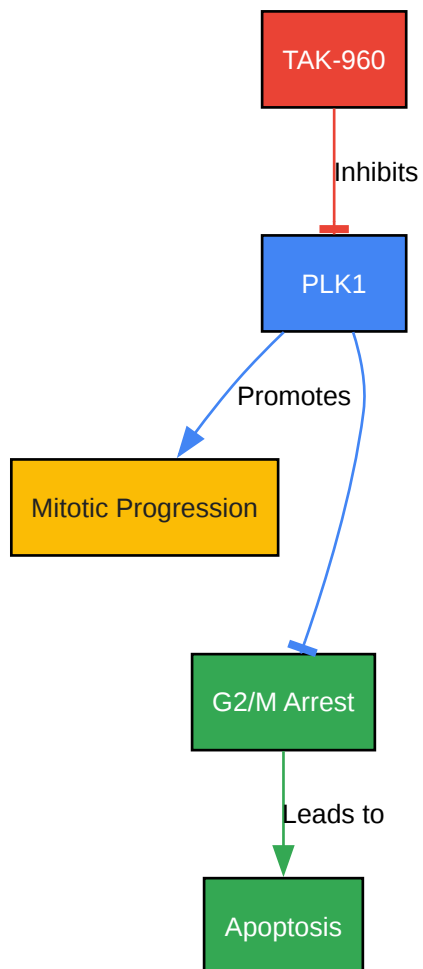 TAK-960
Inhibits
PLK1
Promotes
Mitotic Progression
G2/M Arrest
Leads to
Apoptosis